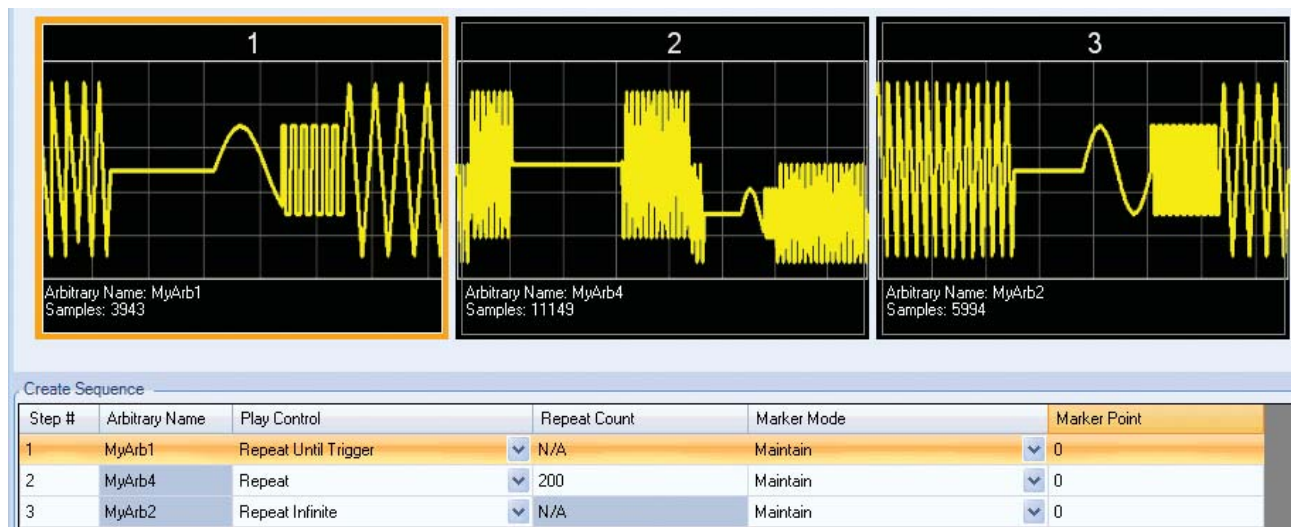 1
2
3
Arbitrary Name: MyArb1
Samples: 3943
Arbitrary Name: MyArb4
Samples: 11149
Arbitrary Name: MyArb2
Samples: 5994
Create Sequence
Step # Arbitrary Name Play Control Repeat Count Marker Mode Marker Point
1 MyArb1 Repeat Until Trigger N/A Maintain 0
2 MyArb4 Repeat 200 Maintain 0
3 MyArb2 Repeat Infinite N/A Maintain 0